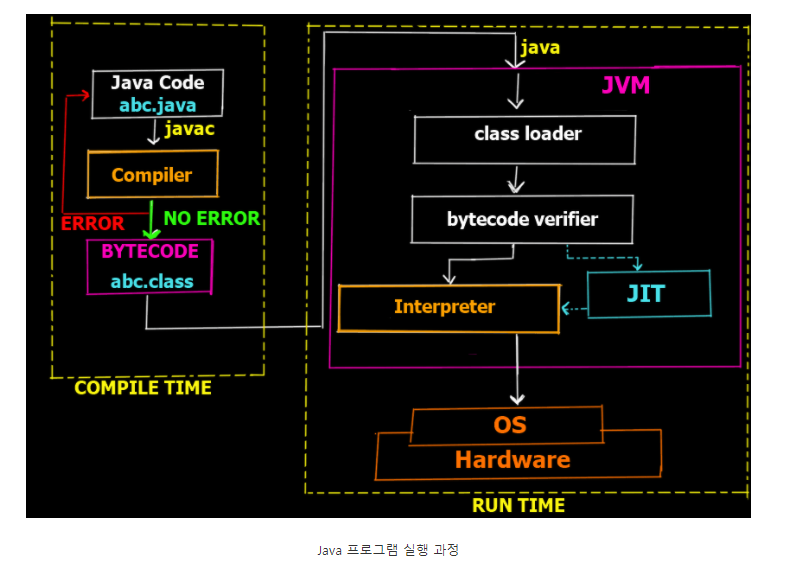 Java Code
abc.java
javac
Compiler
ERROR
NO ERROR
BYTECODE
abc.class
COMPILE TIME
java
JVM
class loader
bytecode verifier
Interpreter
JIT
OS
Hardware
RUN TIME
Java 프로그램 실행 과정